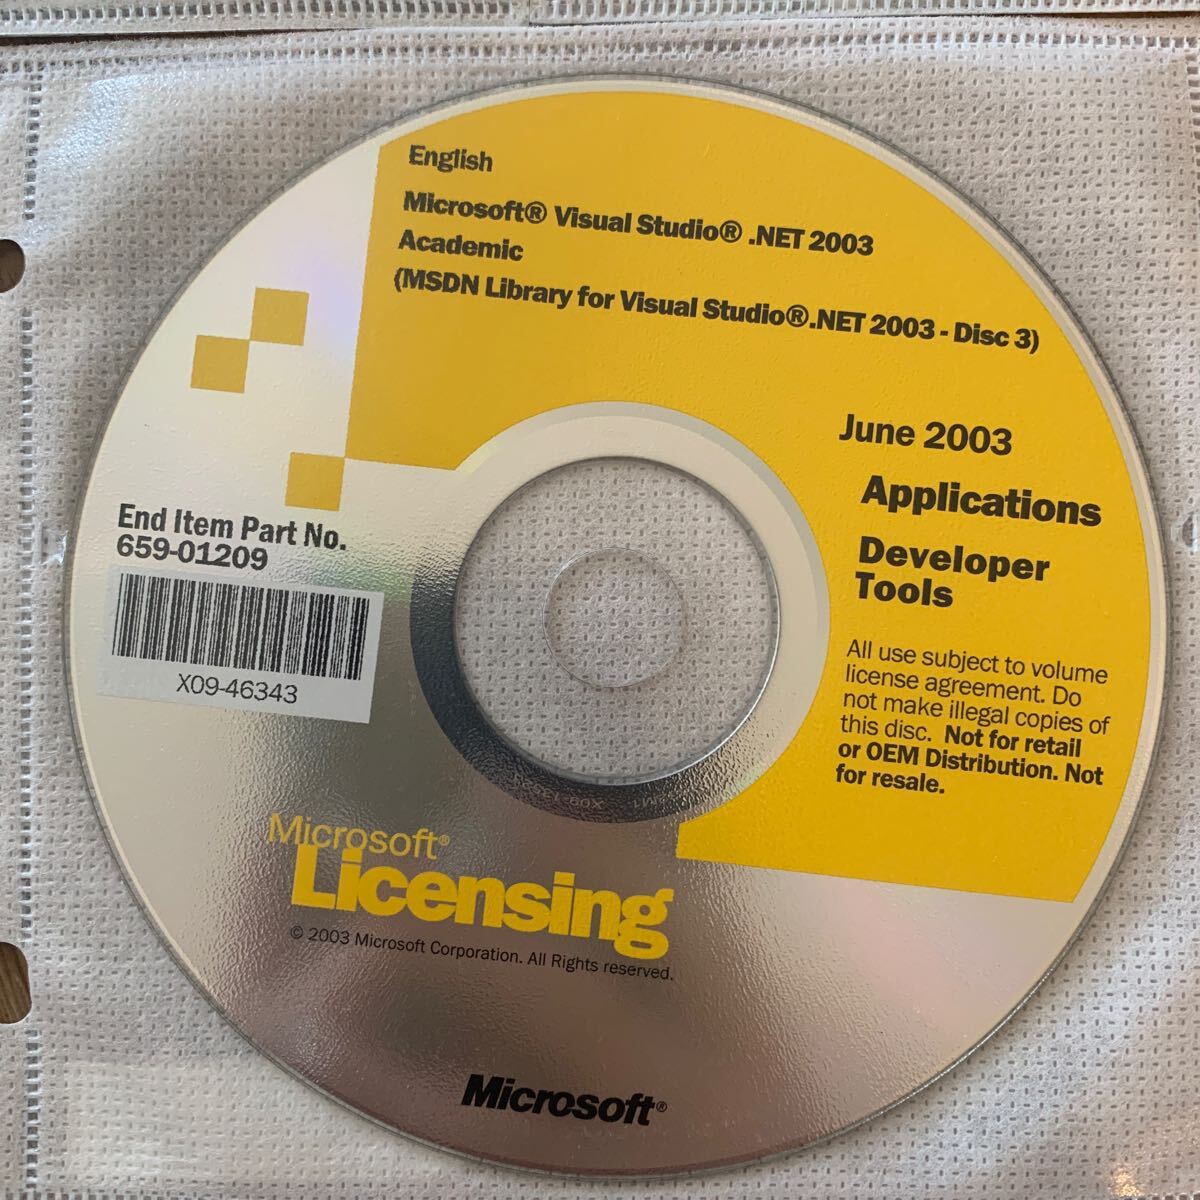 English
Microsoft® Visual Studio® .NET 2003
Academic
(MSDN Library for Visual Studio®.NET 2003 - Disc 3)
June 2003
Applications
Developer
Tools
All use subject to volume
license agreement. Do
not make illegal copies of
this disc. Not for retail
or OEM Distribution. Not
for resale.
End Item Part No.
659-01209
X09-46343
Microsoft®
Licensing
© 2003 Microsoft Corporation. All Rights reserved.
Microsoft®